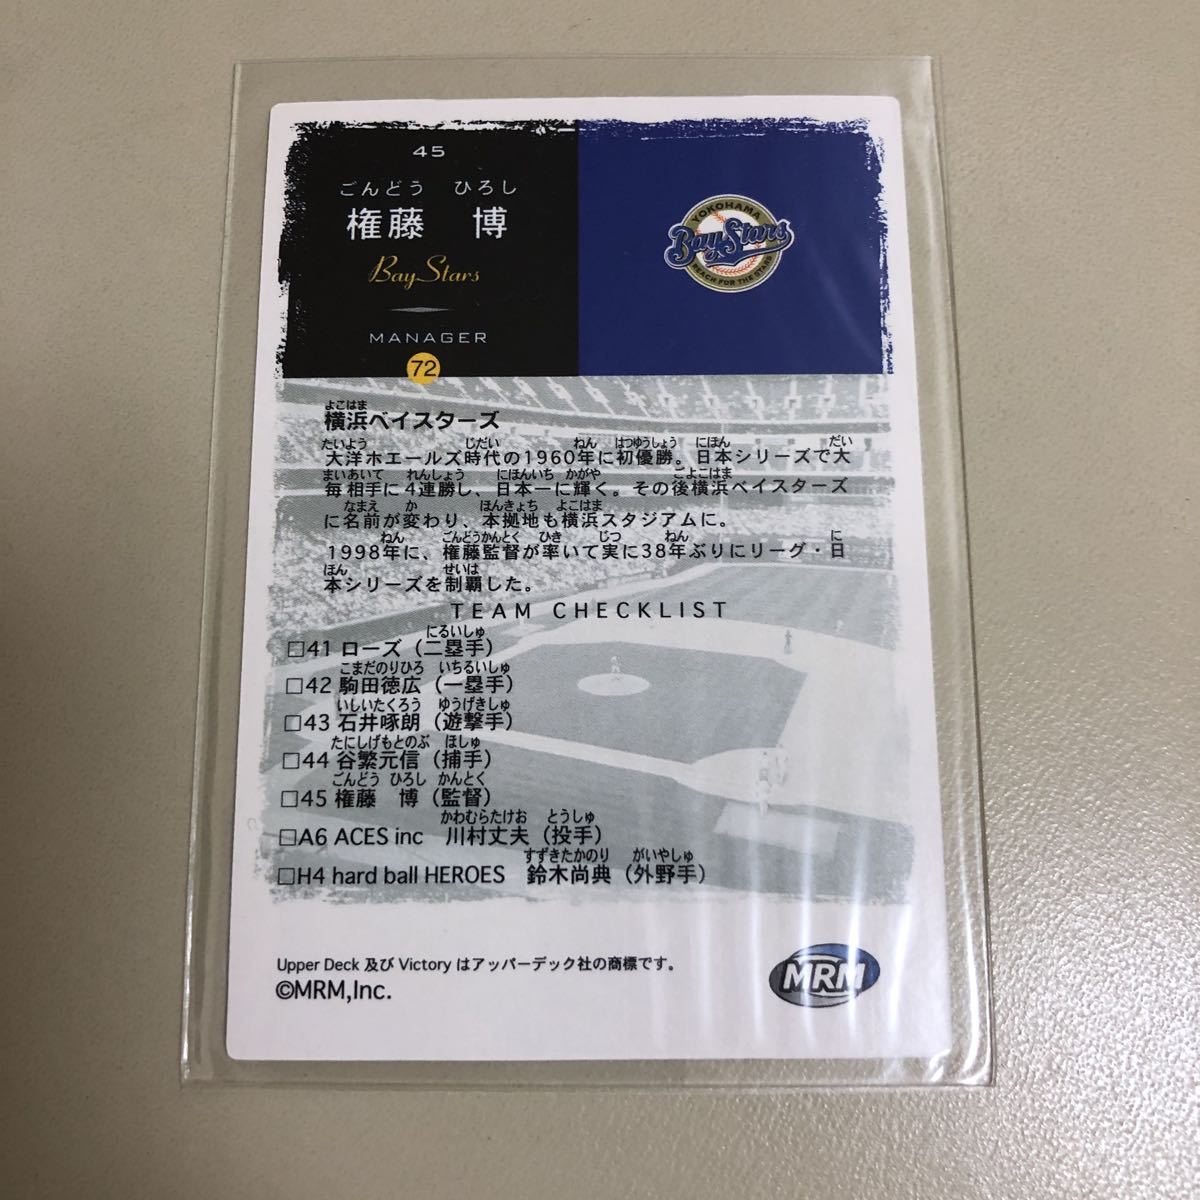 45
ごんどう ひろし
権藤 博
BayStars
MANAGER
72
YOKOHAMA
BayStars
REACH FOR THE STARS
よこはま
横浜ベイスターズ
たいよう じだい ねん はつゆうしょう にほん だい
大洋ホエールズ時代の1960年に初優勝。日本シリーズで大
まいあいて れんしょう にほんいち かがや ごよこはま
毎相手に4連勝し、日本一に輝く。その後横浜ベイスターズ
なまえ か ほんきょち よこはま
に名前が変わり、本拠地も横浜スタジアムに。
ねん ごんどうかんとく ひき じつ ねん に
1998年に、権藤監督が率いて実に38年ぶりにリーグ・日
ほん せいは
本シリーズを制覇した。
TEAM CHECKLIST
にるいしゅ
□41 ローズ（二塁手）
こまだのりひろ いちるいしゅ
□42 駒田徳広（一塁手）
いしいたくろう ゆうげきしゅ
□43 石井琢朗（遊撃手）
たにしげもとのぶ ほしゅ
□44 谷繁元信（捕手）
ごんどう ひろし かんとく
□45 権藤 博（監督）
かわむらたけお とうしゅ
□A6 ACES inc 川村丈夫（投手）
すずきたかのり がいやしゅ
□H4 hard ball HEROES 鈴木尚典（外野手）
Upper Deck 及び Victory はアッパーデック社の商標です。
©MRM,Inc.
MRM